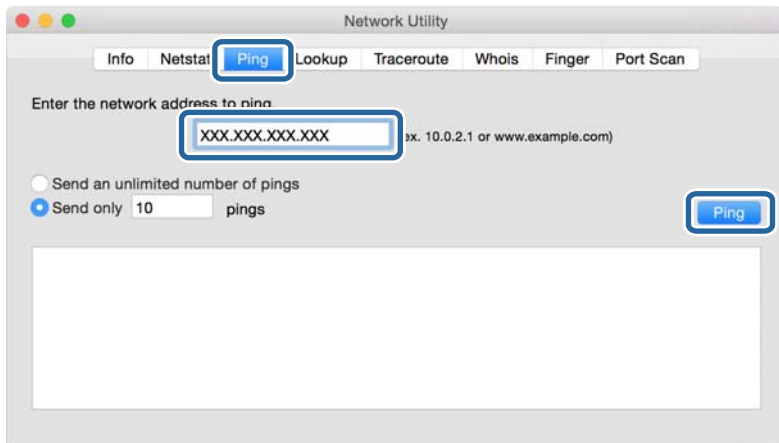 Network Utility
Info Netstat Ping Lookup Traceroute Whois Finger Port Scan
Enter the network address to ping.
XXX.XXX.XXX.XXX ex. 10.0.2.1 or www.example.com)
Send an unlimited number of pings
Send only 10 pings
Ping